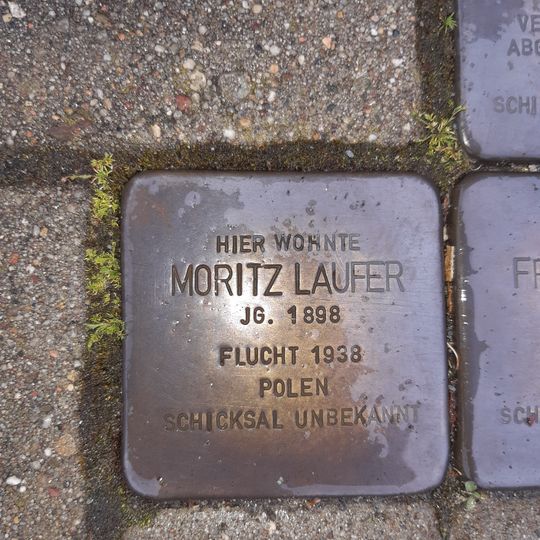 HIER WOHNTE
MORITZ LAUFER
JG. 1898
FLUCHT 1938
POLEN
SCHICKSAL UNBEKANNT